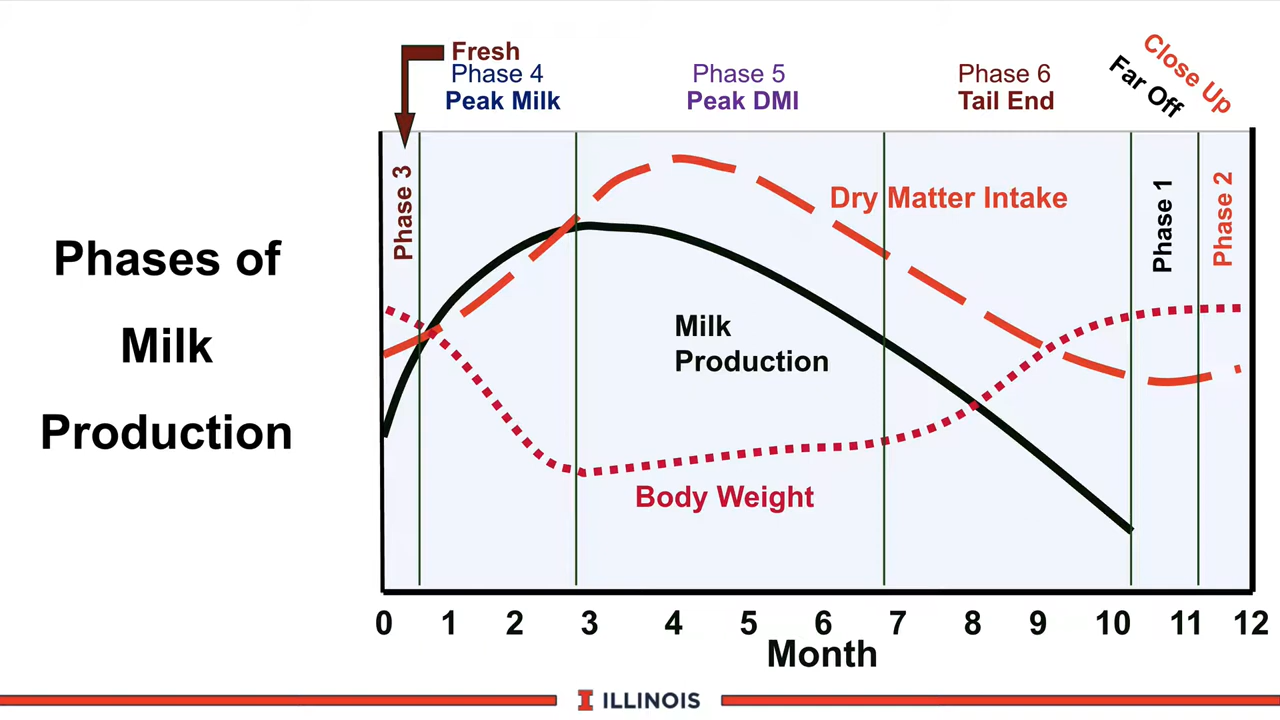 Phases of
Milk
Production
Fresh
Phase 4
Peak Milk
Phase 5
Peak DMI
Phase 6
Tail End
Far Off
Close Up
Phase 3
Phase 1
Phase 2
Dry Matter Intake
Milk
Production
Body Weight
0 1 2 3 4 5 6 7 8 9 10 11 12
Month
I ILLINOIS